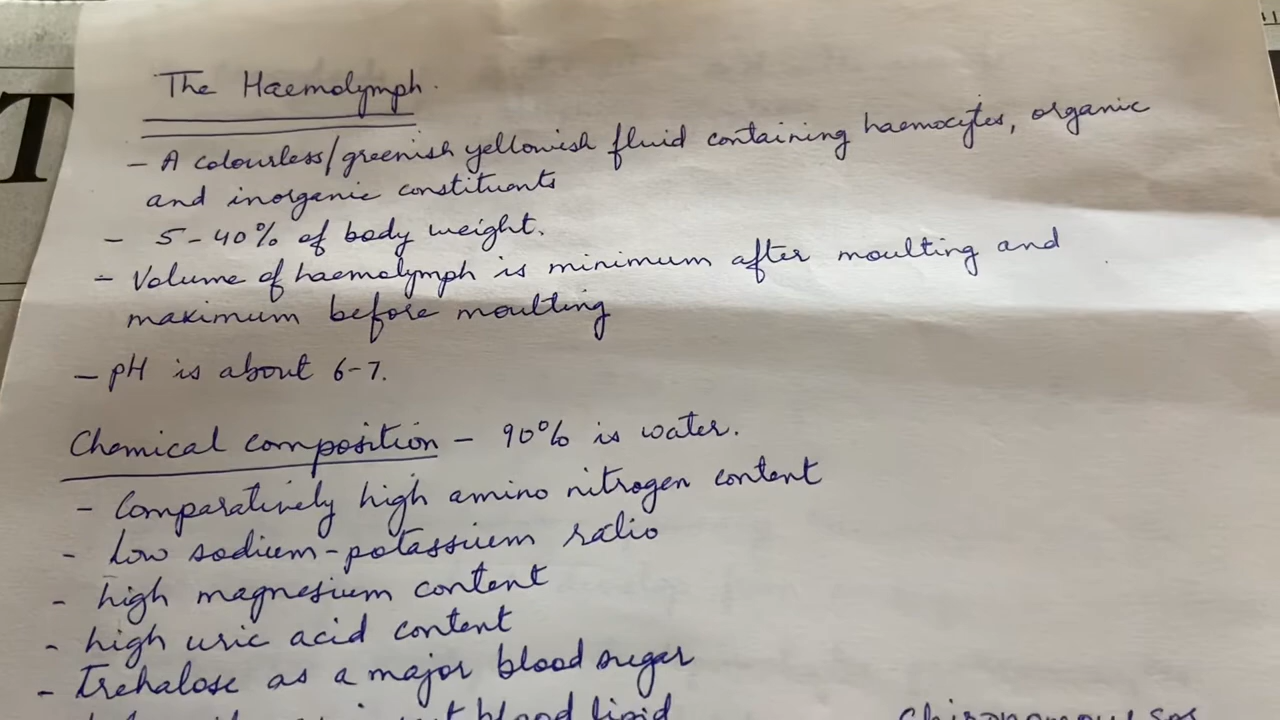 The Haemolymph.
- A colourless/greenish yellowish fluid containing haemocytes, organic
and inorganic constituents
- 5-40% of body weight.
- Volume of haemolymph is minimum after moulting and
maximum before moulting
- pH is about 6-7.
Chemical composition - 90% is water.
- Comparatively high amino nitrogen content
- low sodium-potassium ratio
- high magnesium content
- high uric acid content
- Trehalose as a major blood sugar
blood lipid
T